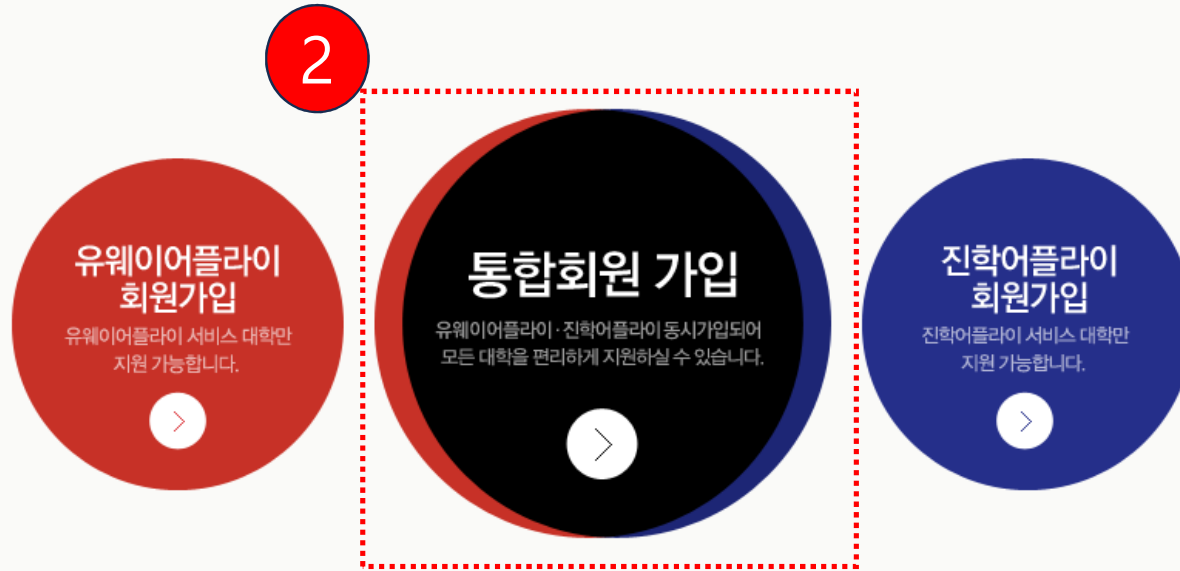 2
유웨이어플라이
회원가입
유웨이어플라이 서비스 대학만
지원 가능합니다.
통합회원 가입
유웨이어플라이·진학어플라이 동시가입되어
모든 대학을 편리하게 지원하실 수 있습니다.
진학어플라이
회원가입
진학어플라이 서비스 대학만
지원 가능합니다.